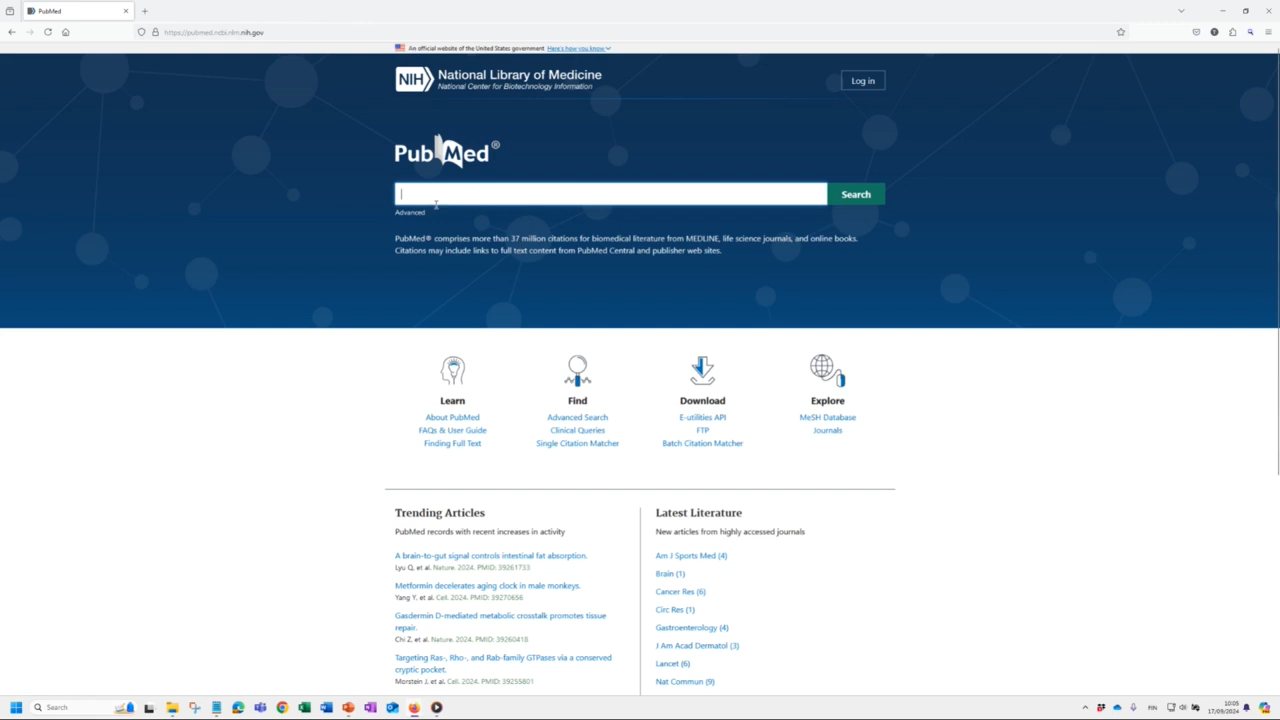 PubMed
https://pubmed.ncbi.nlm.nih.gov
An official website of the United States government Here's how you know
NIH National Library of Medicine
National Center for Biotechnology Information
Log in
PubMed®
Search
Advanced
PubMed® comprises more than 37 million citations for biomedical literature from MEDLINE, life science journals, and online books.
Citations may include links to full text content from PubMed Central and publisher web sites.
Learn Find Download Explore
About PubMed Advanced Search E-utilities API MeSH Database
FAQs & User Guide Clinical Queries FTP Journals
Finding Full Text Single Citation Matcher Batch Citation Matcher
Trending Articles
PubMed records with recent increases in activity
A brain-to-gut signal controls intestinal fat absorption.
Lyu Q, et al. Nature. 2024. PMID: 39261733
Metformin decelerates aging clock in male monkeys.
Yang Y, et al. Cell. 2024. PMID: 39270656
Gasdermin D-mediated metabolic crosstalk promotes tissue
repair.
Chi Z, et al. Nature. 2024. PMID: 39260418
Targeting Ras-, Rho-, and Rab-family GTPases via a conserved
cryptic pocket.
Morstein J, et al. Cell. 2024. PMID: 39255801
Latest Literature
New articles from highly accessed journals
Am J Sports Med (4)
Brain (1)
Cancer Res (6)
Circ Res (1)
Gastroenterology (4)
J Am Acad Dermatol (3)
Lancet (6)
Nat Commun (9)
Search
FIN
10:05
17/09/2024